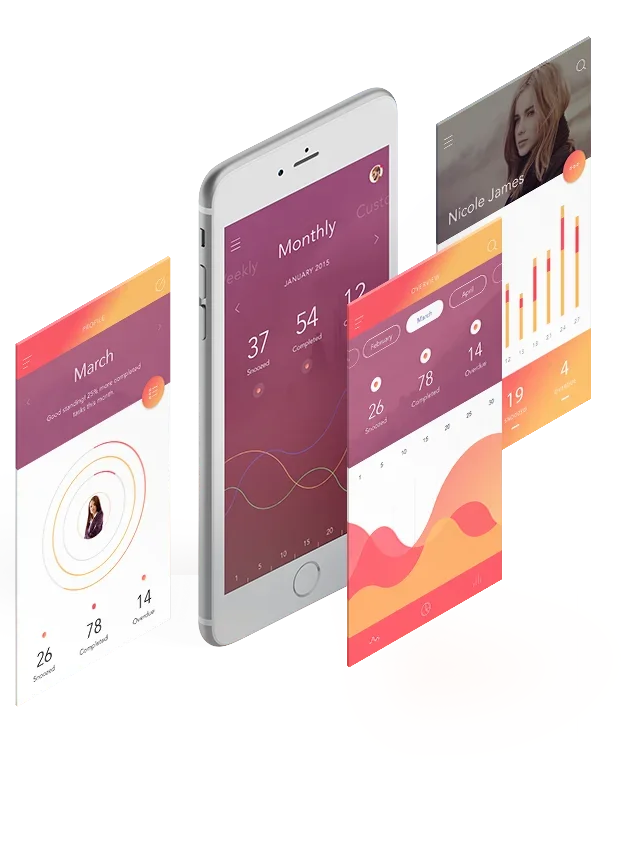 PROFILE
March
Good standing! 25% more completed
tasks this month.
26
Snoozed
78
Completed
14
Overdue
Weekly
Monthly
Custo
JANUARY 2015
37
Snoozed
54
Completed
12
1
5
10
15
20
OVERVIEW
February
March
April
26
Snoozed
78
Completed
14
Overdue
1
5
10
15
20
25
30
Nicole James
12
15
18
21
24
27
19
4